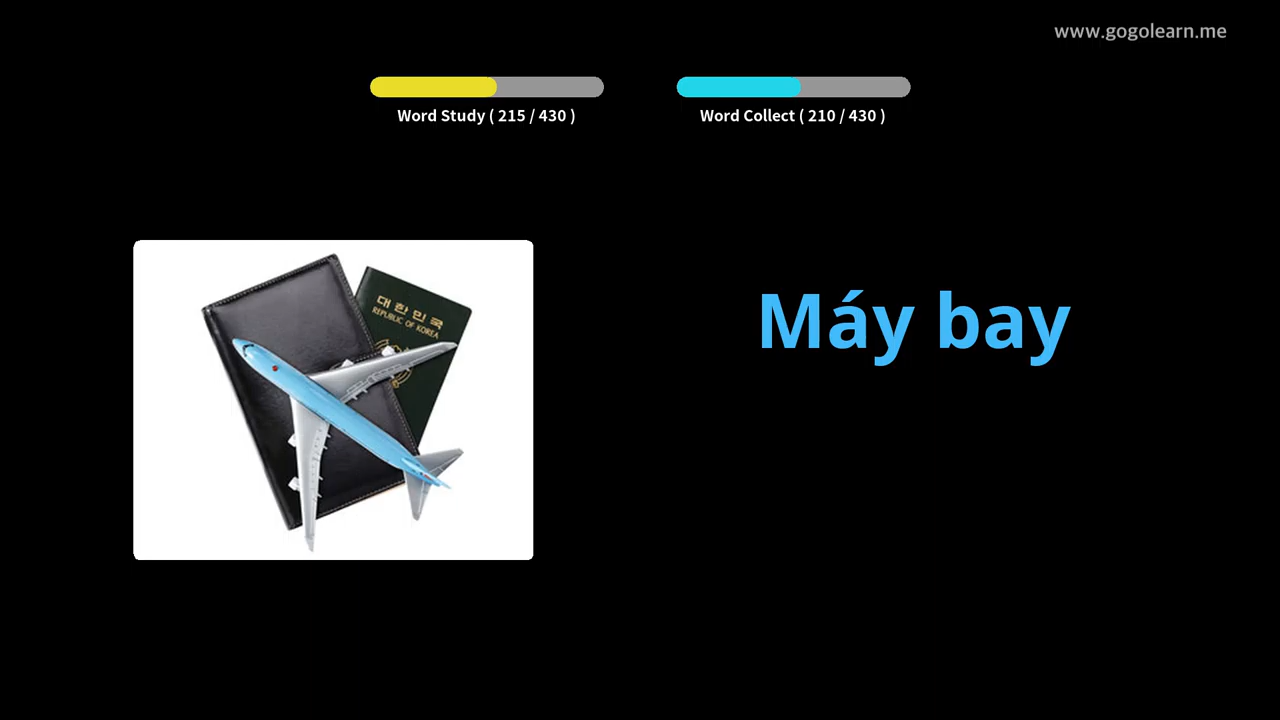 www.gogolearn.me
Word Study ( 215 / 430 )
Word Collect ( 210 / 430 )
대한민국
REPUBLIC OF KOREA
Máy bay